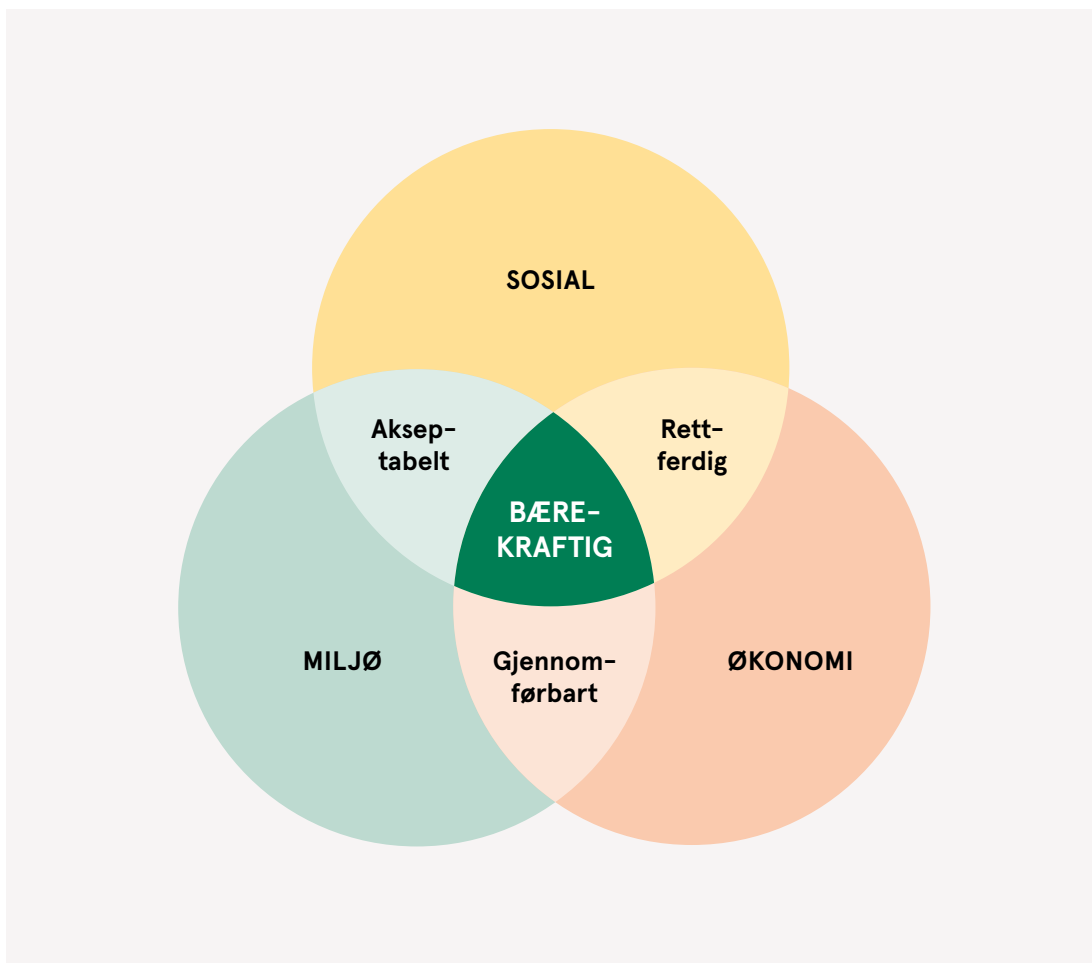 SOSIAL
Aksep-
tabelt
Rett-
ferdig
BÆRE-
KRAFTIG
MILJØ
Gjennom-
førbart
ØKONOMI